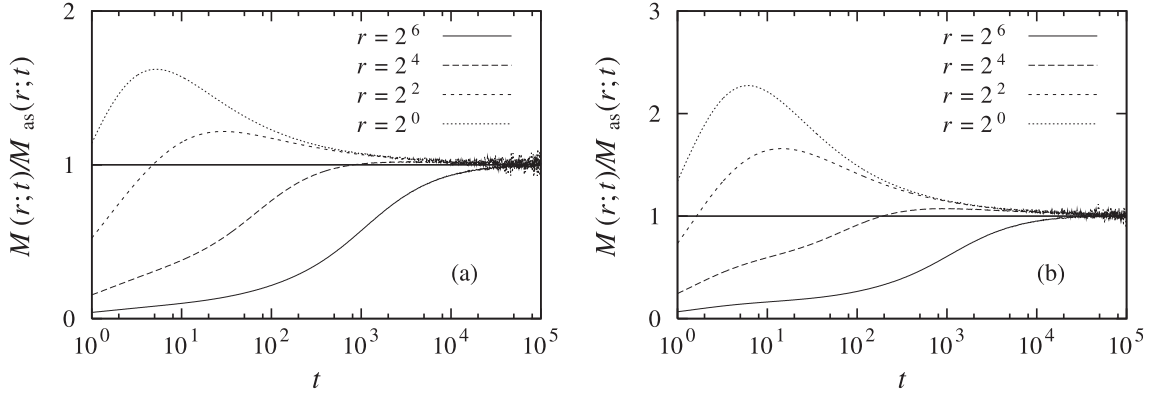 2
1
0
M(r;t)/M_as(r;t)
r = 2^6
r = 2^4
r = 2^2
r = 2^0
(a)
10^0 10^1 10^2 10^3 10^4 10^5
t
3
2
1
0
M(r;t)/M_as(r;t)
r = 2^6
r = 2^4
r = 2^2
r = 2^0
(b)
10^0 10^1 10^2 10^3 10^4 10^5
t